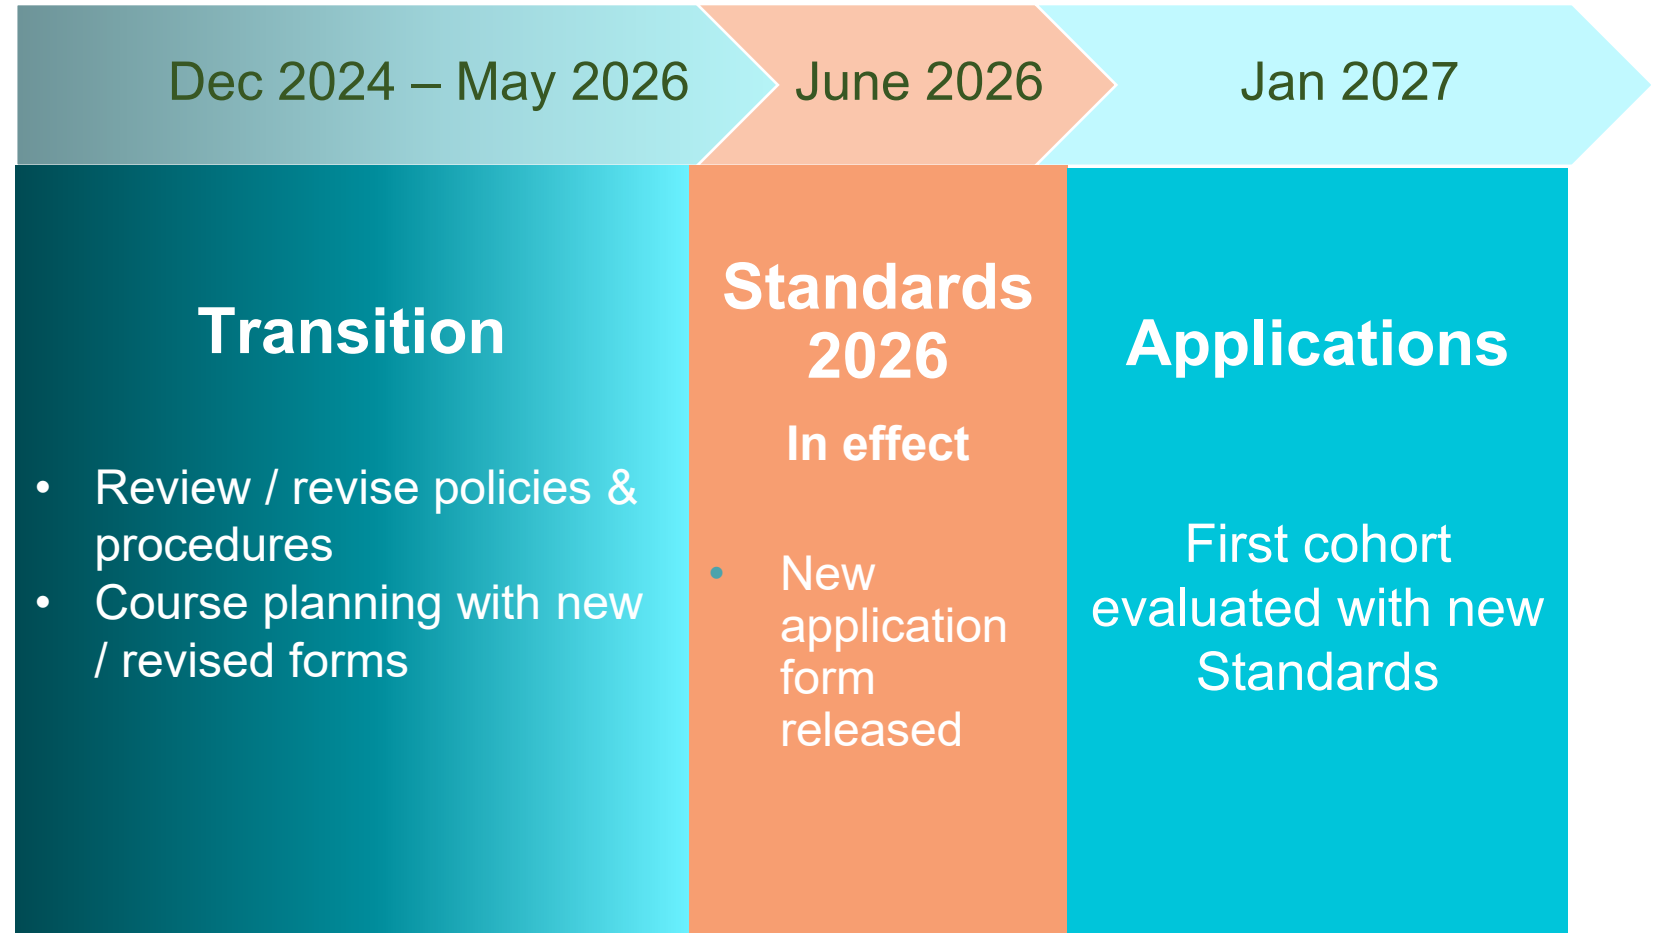 Dec 2024 – May 2026
June 2026
Jan 2027
Transition
• Review / revise policies &
procedures
• Course planning with new
/ revised forms
Standards
2026
In effect
• New
application
form
released
Applications
First cohort
evaluated with new
Standards